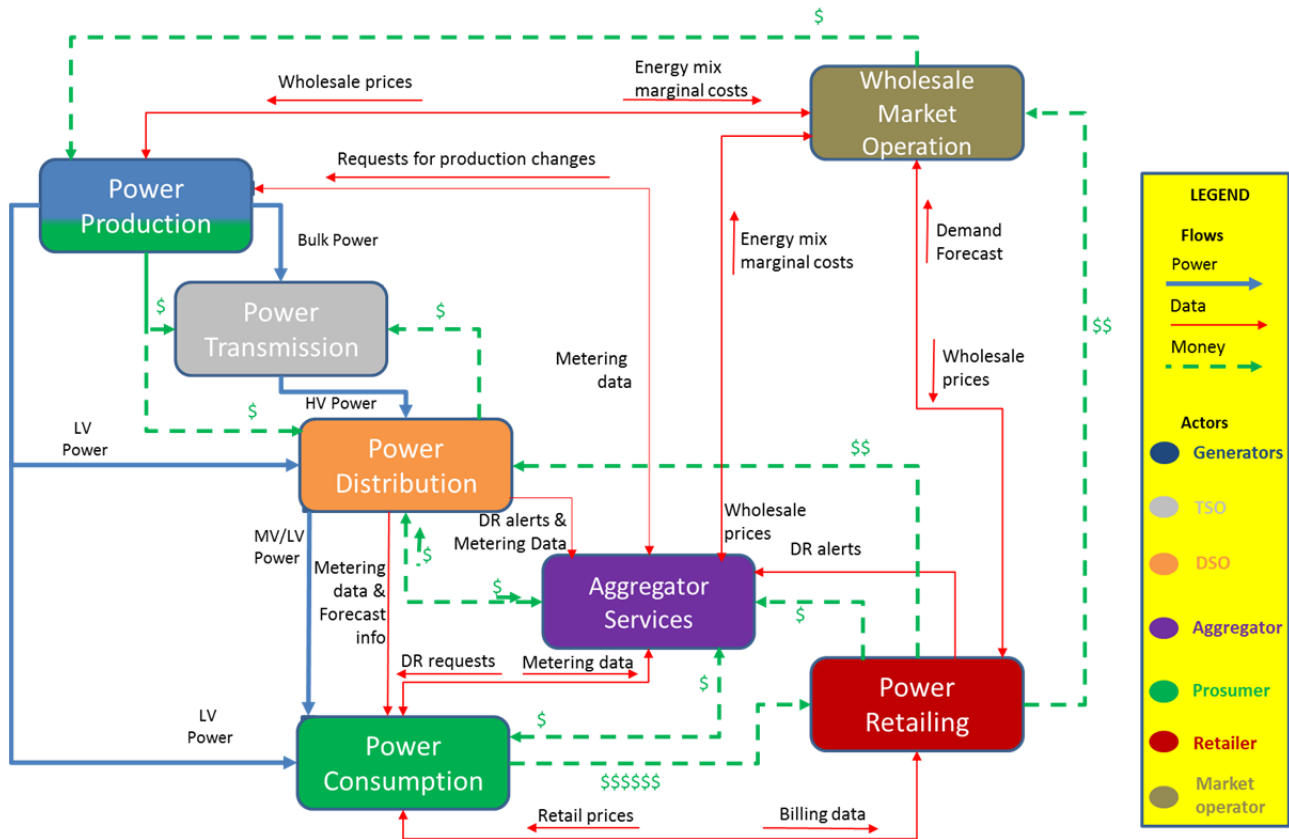 $
Wholesale prices
Energy mix
marginal costs
Wholesale
Market
Operation
Requests for production changes
Power
Production
Bulk Power
Energy mix
marginal costs
Demand
Forecast
$
Power
Transmission
$
$$
Metering
data
Wholesale
prices
HV Power
$
LV
Power
Power
Distribution
$$
MV/LV
Power
Metering
data &
Forecast
info
$
DR alerts &
Metering Data
Wholesale
prices
DR alerts
$
Aggregator
Services
$
DR requests
Metering data
$
LV
Power
Power
Consumption
$
$$$$$$
Power
Retailing
Retail prices
Billing data
LEGEND
Flows
Power
Data
Money
Actors
Generators
TSO
DSO
Aggregator
Prosumer
Retailer
Market
operator